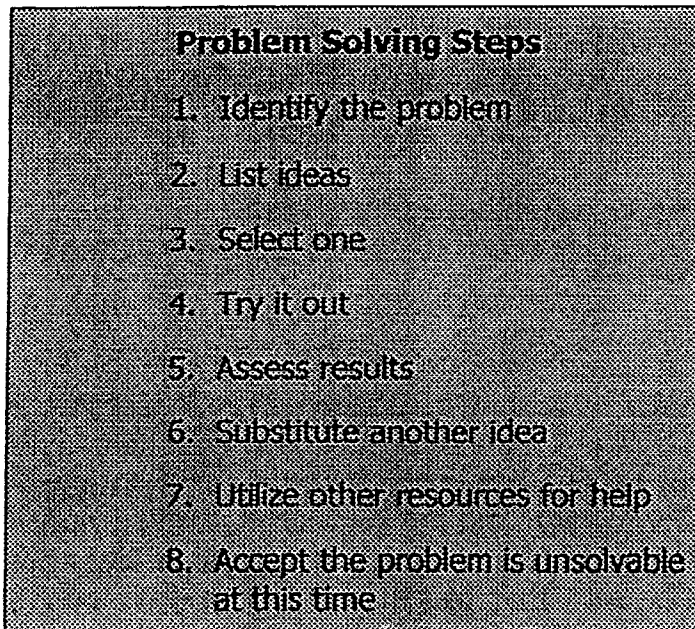 Problem Solving Steps
1. Identify the problem
2. List ideas
3. Select one
4. Try it out
5. Assess results
6. Substitute another idea
7. Utilize other resources for help
8. Accept the problem is unsolvable
at this time